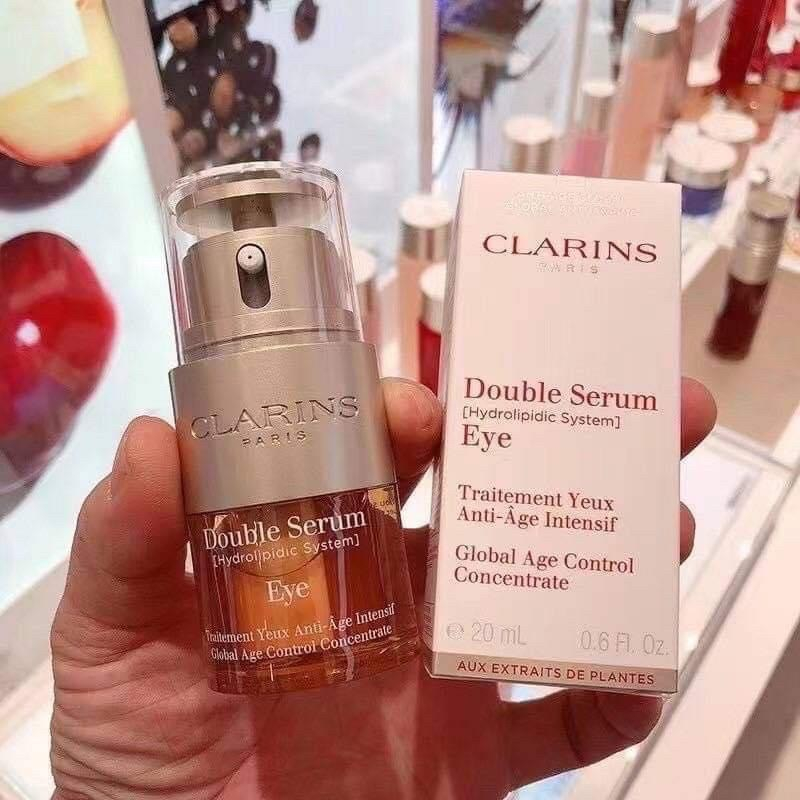 CLARINS
PARIS
Double Serum
[Hydrolipidic System]
Eye
Traitement Yeux Anti-Âge Intensif
Global Age Control Concentrate
CLARINS
PARIS
Double Serum
[Hydrolipidic System]
Eye
Traitement Yeux
Anti-Âge Intensif
Global Age Control
Concentrate
℮ 20 mL 0.6 Fl. Oz.
AUX EXTRAITS DE PLANTES